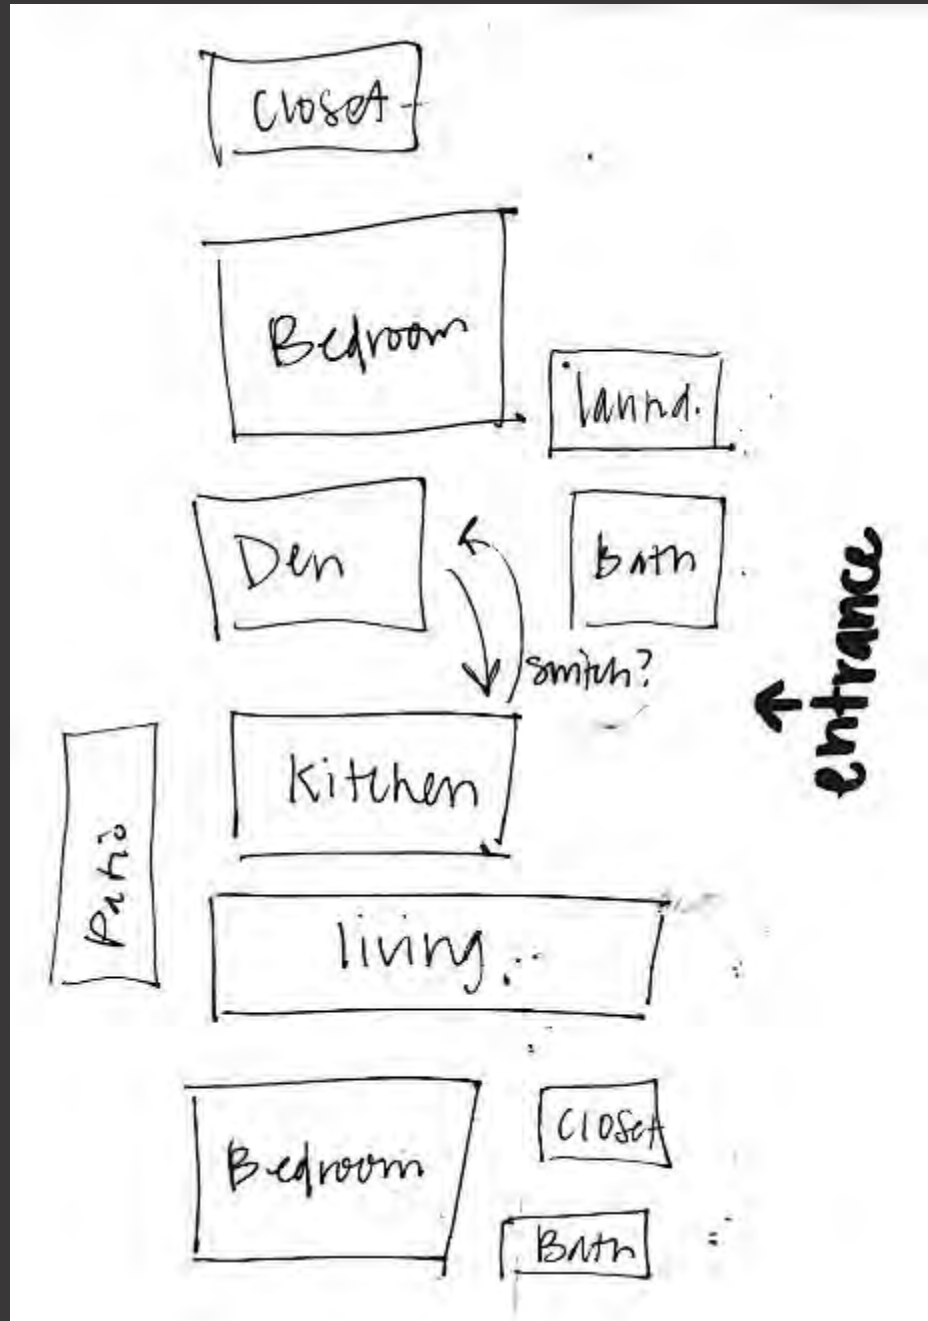 Closet
Bedroom
laund.
Den
Bath
switch?
entrance
Kitchen
Patio
living
Bedroom
Closet
Bath